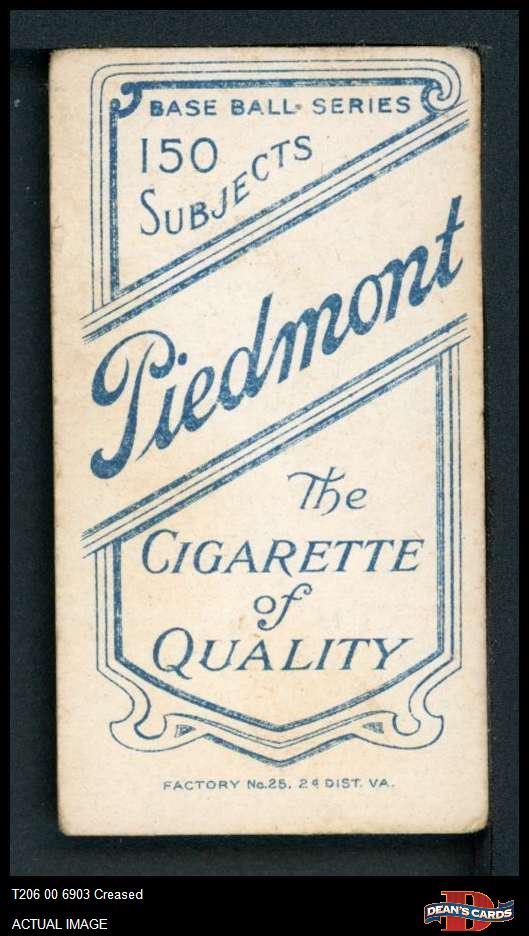 BASE BALL SERIES
150
SUBJECTS
Piedmont
The
CIGARETTE
of
QUALITY
FACTORY No. 25, 2d DIST. VA.
T206 00 6903 Creased
ACTUAL IMAGE
D
DEAN'S CARDS